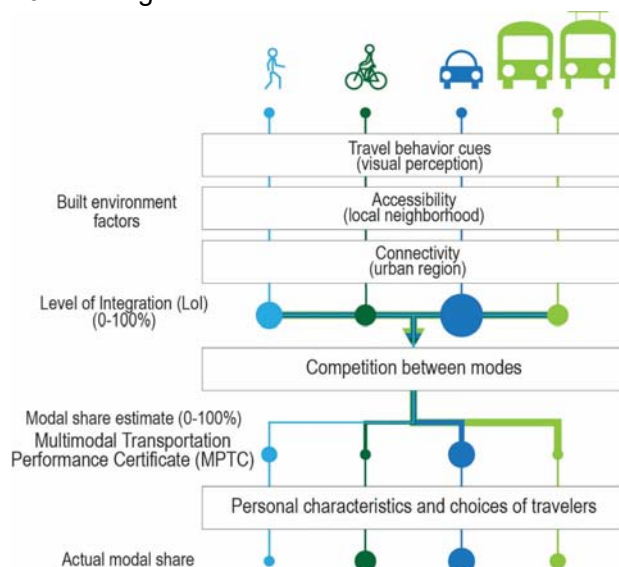 Travel behavior cues
(visual perception)
Built environment
factors
Accessibility
(local neighborhood)
Connectivity
(urban region)
Level of Integration (LoI)
(0-100%)
Competition between modes
Modal share estimate (0-100%)
Multimodal Transportation
Performance Certificate (MPTC)
Personal characteristics and choices of travelers
Actual modal share